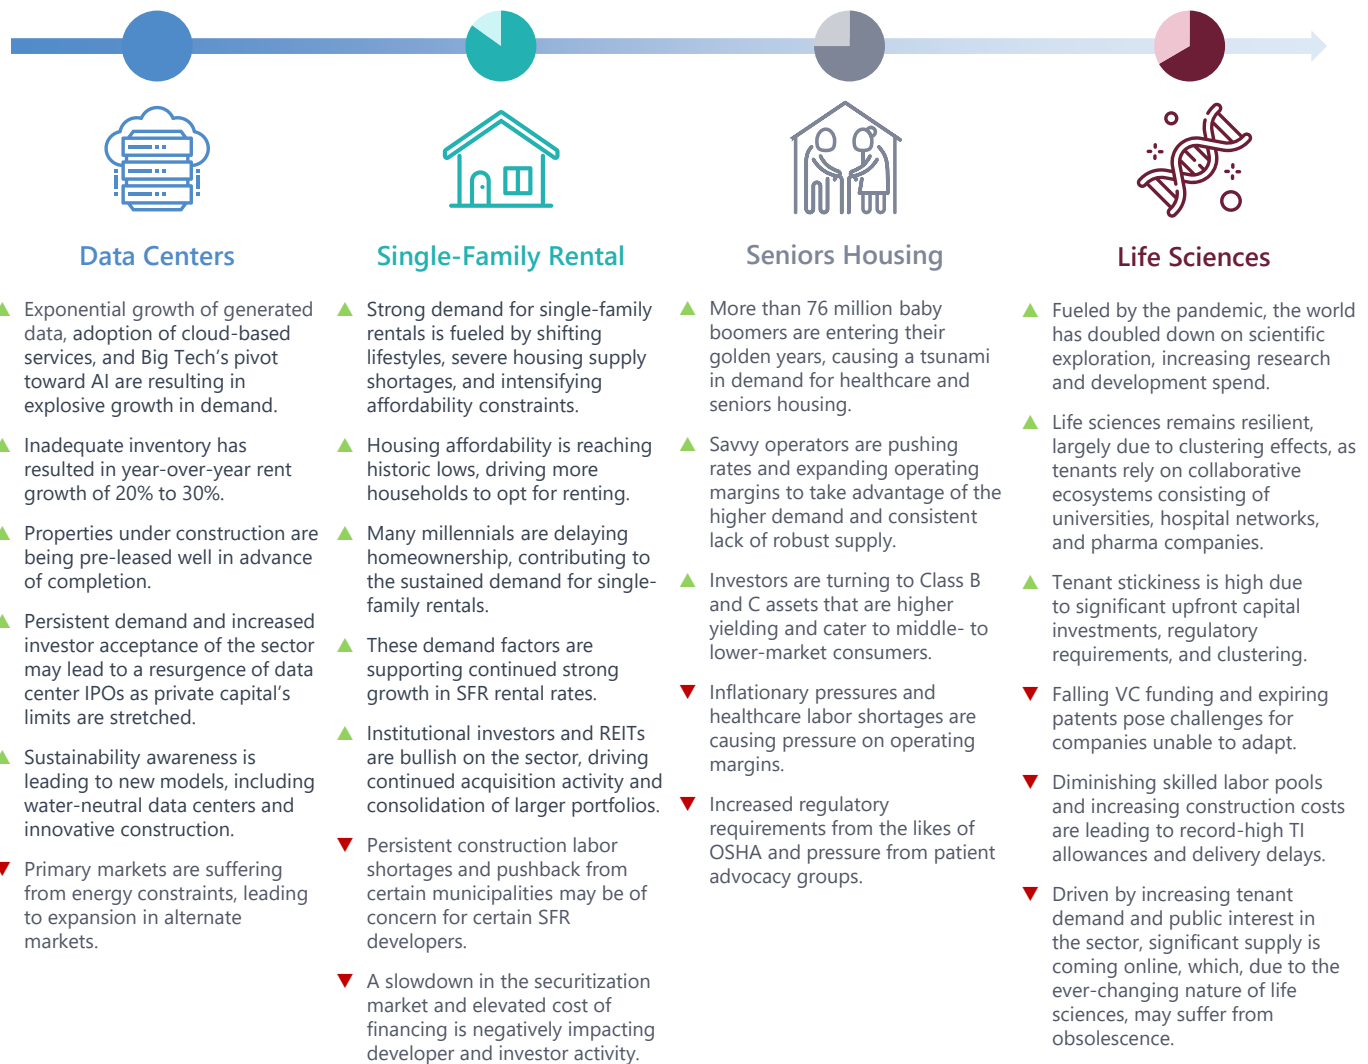 Data Centers
▲ Exponential growth of generated
data, adoption of cloud-based
services, and Big Tech’s pivot
toward AI are resulting in
explosive growth in demand.
▲ Inadequate inventory has
resulted in year-over-year rent
growth of 20% to 30%.
▲ Properties under construction are
being pre-leased well in advance
of completion.
▲ Persistent demand and increased
investor acceptance of the sector
may lead to a resurgence of data
center IPOs as private capital’s
limits are stretched.
▲ Sustainability awareness is
leading to new models, including
water-neutral data centers and
innovative construction.
▼ Primary markets are suffering
from energy constraints, leading
to expansion in alternate
markets.
Single-Family Rental
▲ Strong demand for single-family
rentals is fueled by shifting
lifestyles, severe housing supply
shortages, and intensifying
affordability constraints.
▲ Housing affordability is reaching
historic lows, driving more
households to opt for renting.
▲ Many millennials are delaying
homeownership, contributing to
the sustained demand for single-
family rentals.
▲ These demand factors are
supporting continued strong
growth in SFR rental rates.
▲ Institutional investors and REITs
are bullish on the sector, driving
continued acquisition activity and
consolidation of larger portfolios.
▼ Persistent construction labor
shortages and pushback from
certain municipalities may be of
concern for certain SFR
developers.
▼ A slowdown in the securitization
market and elevated cost of
financing is negatively impacting
developer and investor activity.
Seniors Housing
▲ More than 76 million baby
boomers are entering their
golden years, causing a tsunami
in demand for healthcare and
seniors housing.
▲ Savvy operators are pushing
rates and expanding operating
margins to take advantage of the
higher demand and consistent
lack of robust supply.
▲ Investors are turning to Class B
and C assets that are higher
yielding and cater to middle- to
lower-market consumers.
▼ Inflationary pressures and
healthcare labor shortages are
causing pressure on operating
margins.
▼ Increased regulatory
requirements from the likes of
OSHA and pressure from patient
advocacy groups.
Life Sciences
▲ Fueled by the pandemic, the world
has doubled down on scientific
exploration, increasing research
and development spend.
▲ Life sciences remains resilient,
largely due to clustering effects, as
tenants rely on collaborative
ecosystems consisting of
universities, hospital networks,
and pharma companies.
▲ Tenant stickiness is high due
to significant upfront capital
investments, regulatory
requirements, and clustering.
▼ Falling VC funding and expiring
patents pose challenges for
companies unable to adapt.
▼ Diminishing skilled labor pools
and increasing construction costs
are leading to record-high TI
allowances and delivery delays.
▼ Driven by increasing tenant
demand and public interest in
the sector, significant supply is
coming online, which, due to the
ever-changing nature of life
sciences, may suffer from
obsolescence.